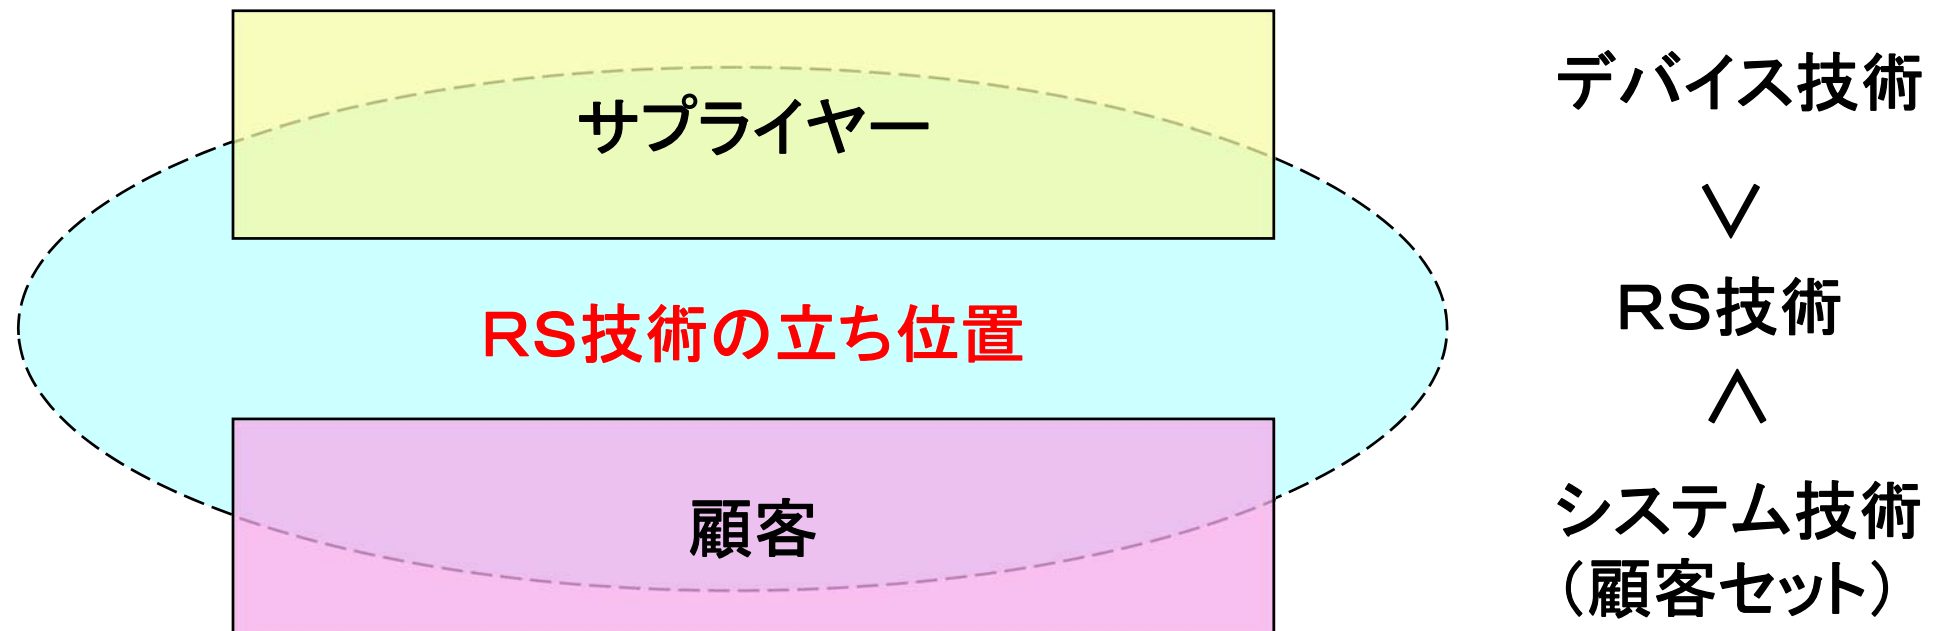 サプライヤー
RS技術の立ち位置
顧客
デバイス技術
∨
RS技術
∧
システム技術
（顧客セット）